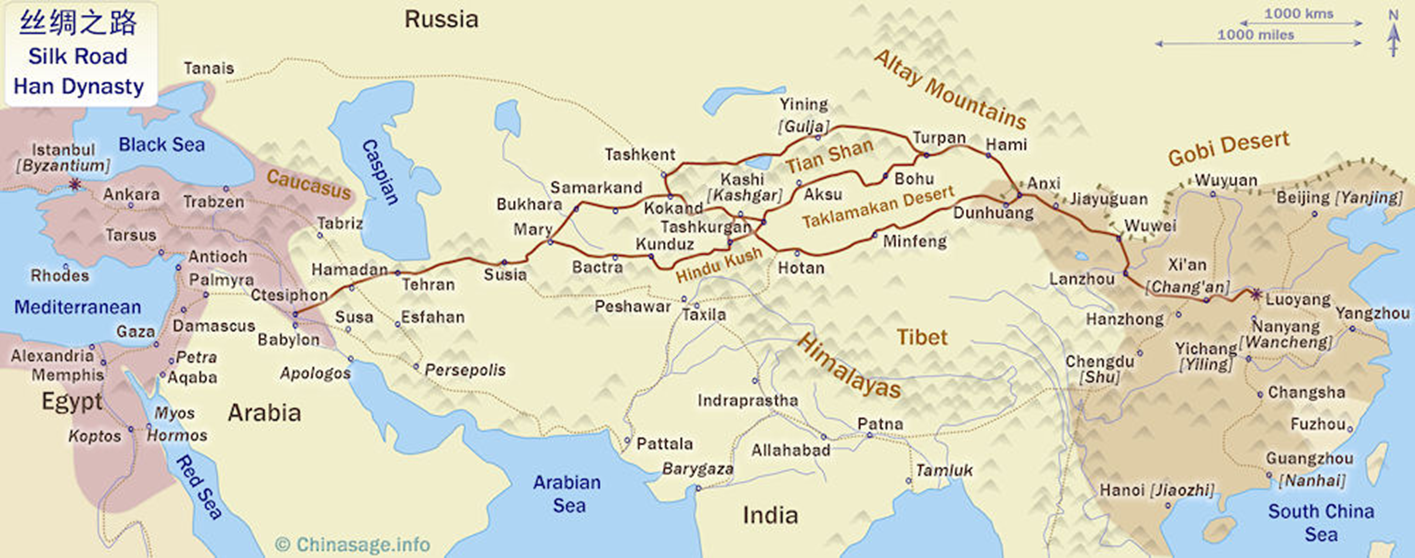 丝绸之路
Silk Road
Han Dynasty
Russia
1000 kms
1000 miles
N
Tanais
Altay Mountains
Istanbul
[Byzantium]
Black Sea
Caspian
Caucasus
Ankara
Trabzen
Tarsus
Tabriz
Rhodes
Antioch
Mediterranean
Palmyra
Hamadan
Ctesiphon
Tehran
Gaza
Damascus
Susa
Esfahan
Babylon
Alexandria
Memphis
Petra
Aqaba
Apologos
Persepolis
Egypt
Arabia
Myos
Hormos
Koptos
Red Sea
Yining
[Gulja]
Tashkent
Tian Shan
Turpan
Hami
Gobi Desert
Samarkand
Kashi
[Kashgar]
Aksu
Bohu
Bukhara
Kokand
Taklamakan Desert
Mary
Tashkurgan
Kunduz
Minfeng
Susia
Bactra
Hindu Kush
Hotan
Dunhuang
Anxi
Jiayuguan
Wuyuan
Beijing [Yanjing]
Wuwei
Lanzhou
Xi'an
[Chang'an]
Luoyang
Peshawar
Taxila
Tibet
Himalayas
Hanzhong
Nanyang
[Wancheng]
Yangzhou
Chengdu
[Shu]
Yichang
[Yiling]
Changsha
Indraprastha
Allahabad
Patna
Fuzhou
Pattala
Barygaza
Tamluk
Guangzhou
[Nanhai]
Hanoi [Jiaozhi]
Arabian
Sea
India
South China
Sea
© Chinasage.info